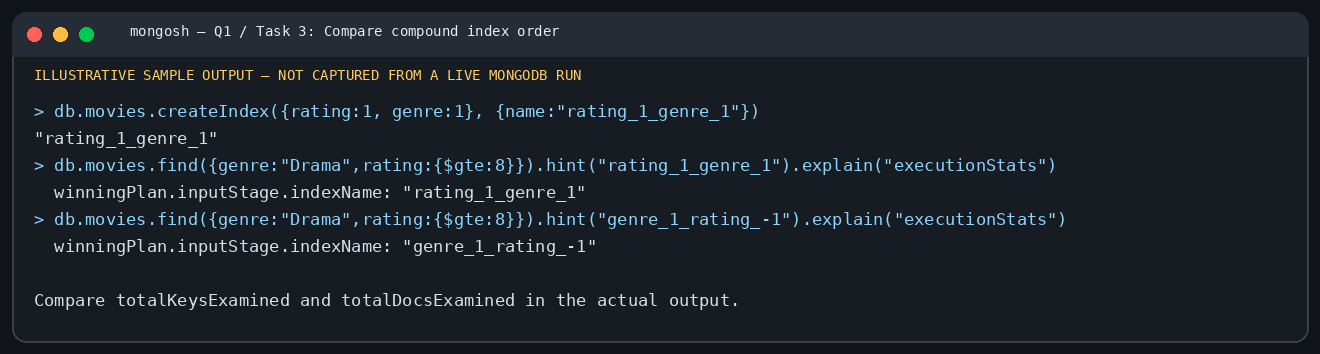 mongosh — Q1 / Task 3: Compare compound index order
ILLUSTRATIVE SAMPLE OUTPUT — NOT CAPTURED FROM A LIVE MONGODB RUN
> db.movies.createIndex({rating:1, genre:1}, {name:"rating_1_genre_1"})
"rating_1_genre_1"
> db.movies.find({genre:"Drama",rating:{$gte:8}}).hint("rating_1_genre_1").explain("executionStats")
  winningPlan.inputStage.indexName: "rating_1_genre_1"
> db.movies.find({genre:"Drama",rating:{$gte:8}}).hint("genre_1_rating_-1").explain("executionStats")
  winningPlan.inputStage.indexName: "genre_1_rating_-1"
Compare totalKeysExamined and totalDocsExamined in the actual output.